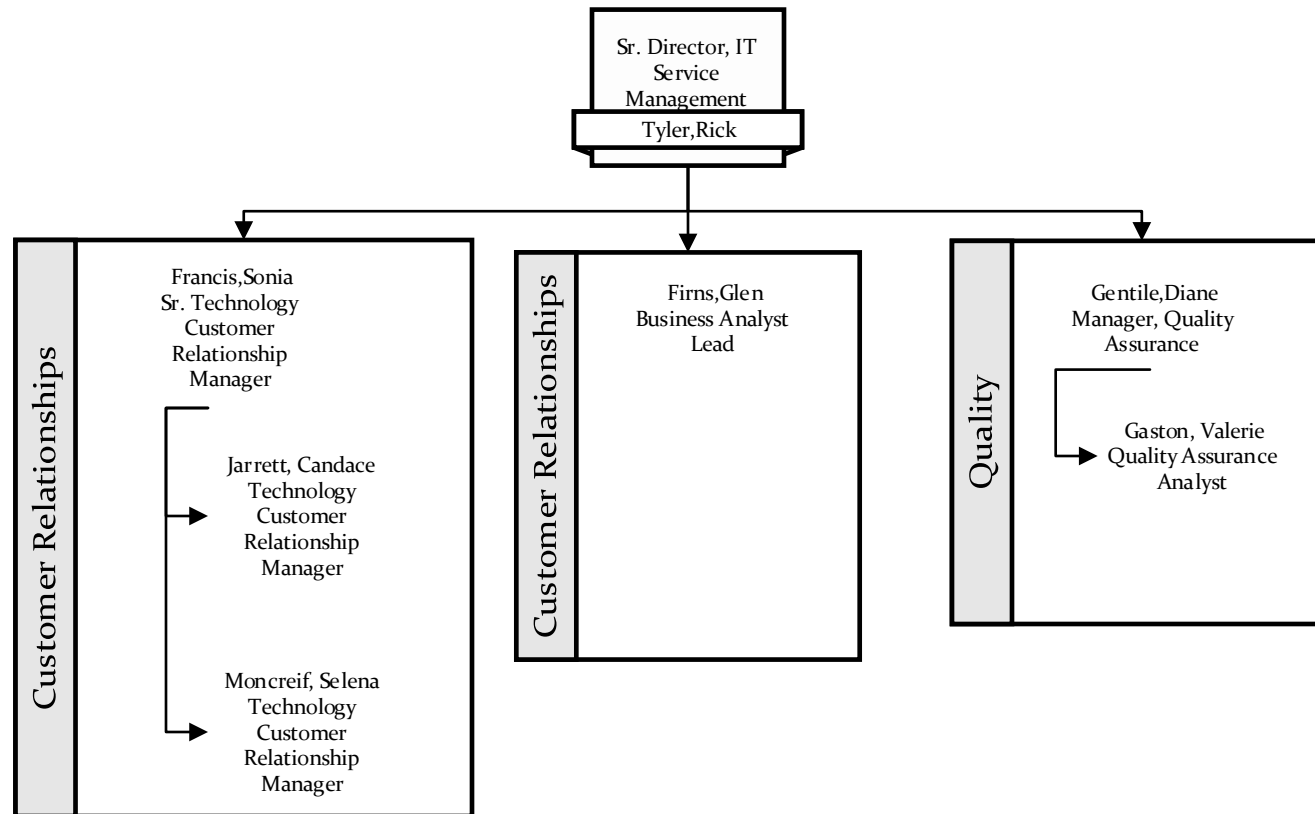 Sr. Director, IT
Service
Management
Tyler,Rick
Customer Relationships
Francis,Sonia
Sr. Technology
Customer
Relationship
Manager
Jarrett, Candace
Technology
Customer
Relationship
Manager
Moncreif, Selena
Technology
Customer
Relationship
Manager
Customer Relationships
Firns,Glen
Business Analyst
Lead
Quality
Gentile,Diane
Manager, Quality
Assurance
Gaston, Valerie
Quality Assurance
Analyst